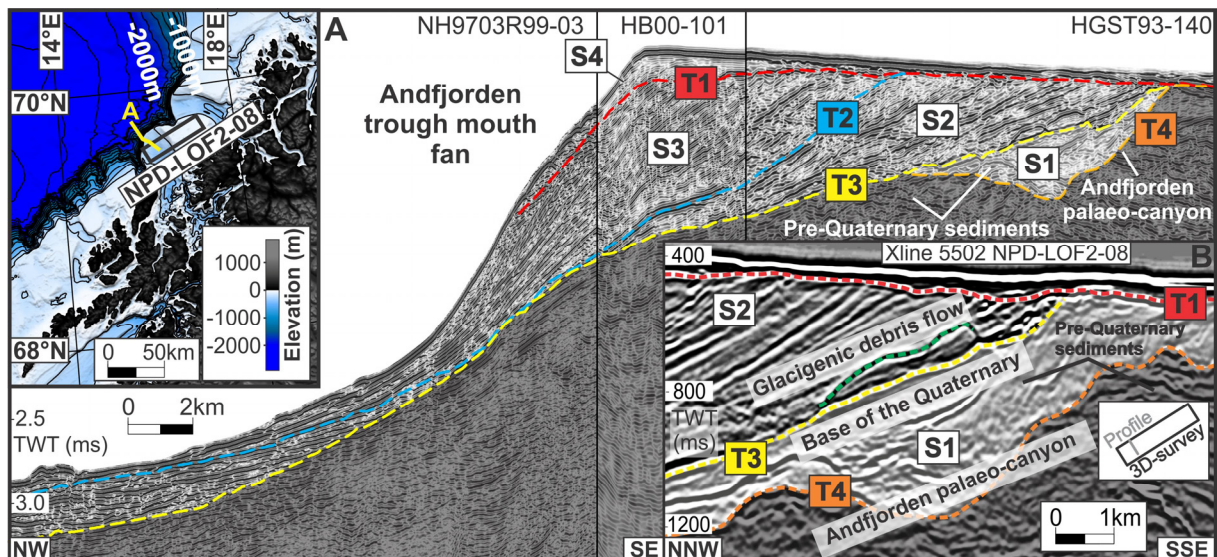 14°E
18°E
-2000m
-1000m
70°N
A
NPD-LOF2-08
68°N
0 50km
1000
0
-1000
-2000
Elevation (m)
A
NH9703R99-03
HB00-101
HGST93-140
Andfjorden
trough mouth
fan
S4
T1
T2
S2
S3
T3
S1
T4
Andfjorden
palaeo-canyon
Pre-Quaternary sediments
0 2km
2.5
TWT (ms)
3.0
NW
SE
Xline 5502 NPD-LOF2-08
B
400
S2
T1
Glacigenic debris flow
Pre-Quaternary
sediments
800
TWT
(ms)
Base of the Quaternary
T3
S1
T4
Andfjorden palaeo-canyon
Profile
3D-survey
1200
0 1km
NNW
SSE